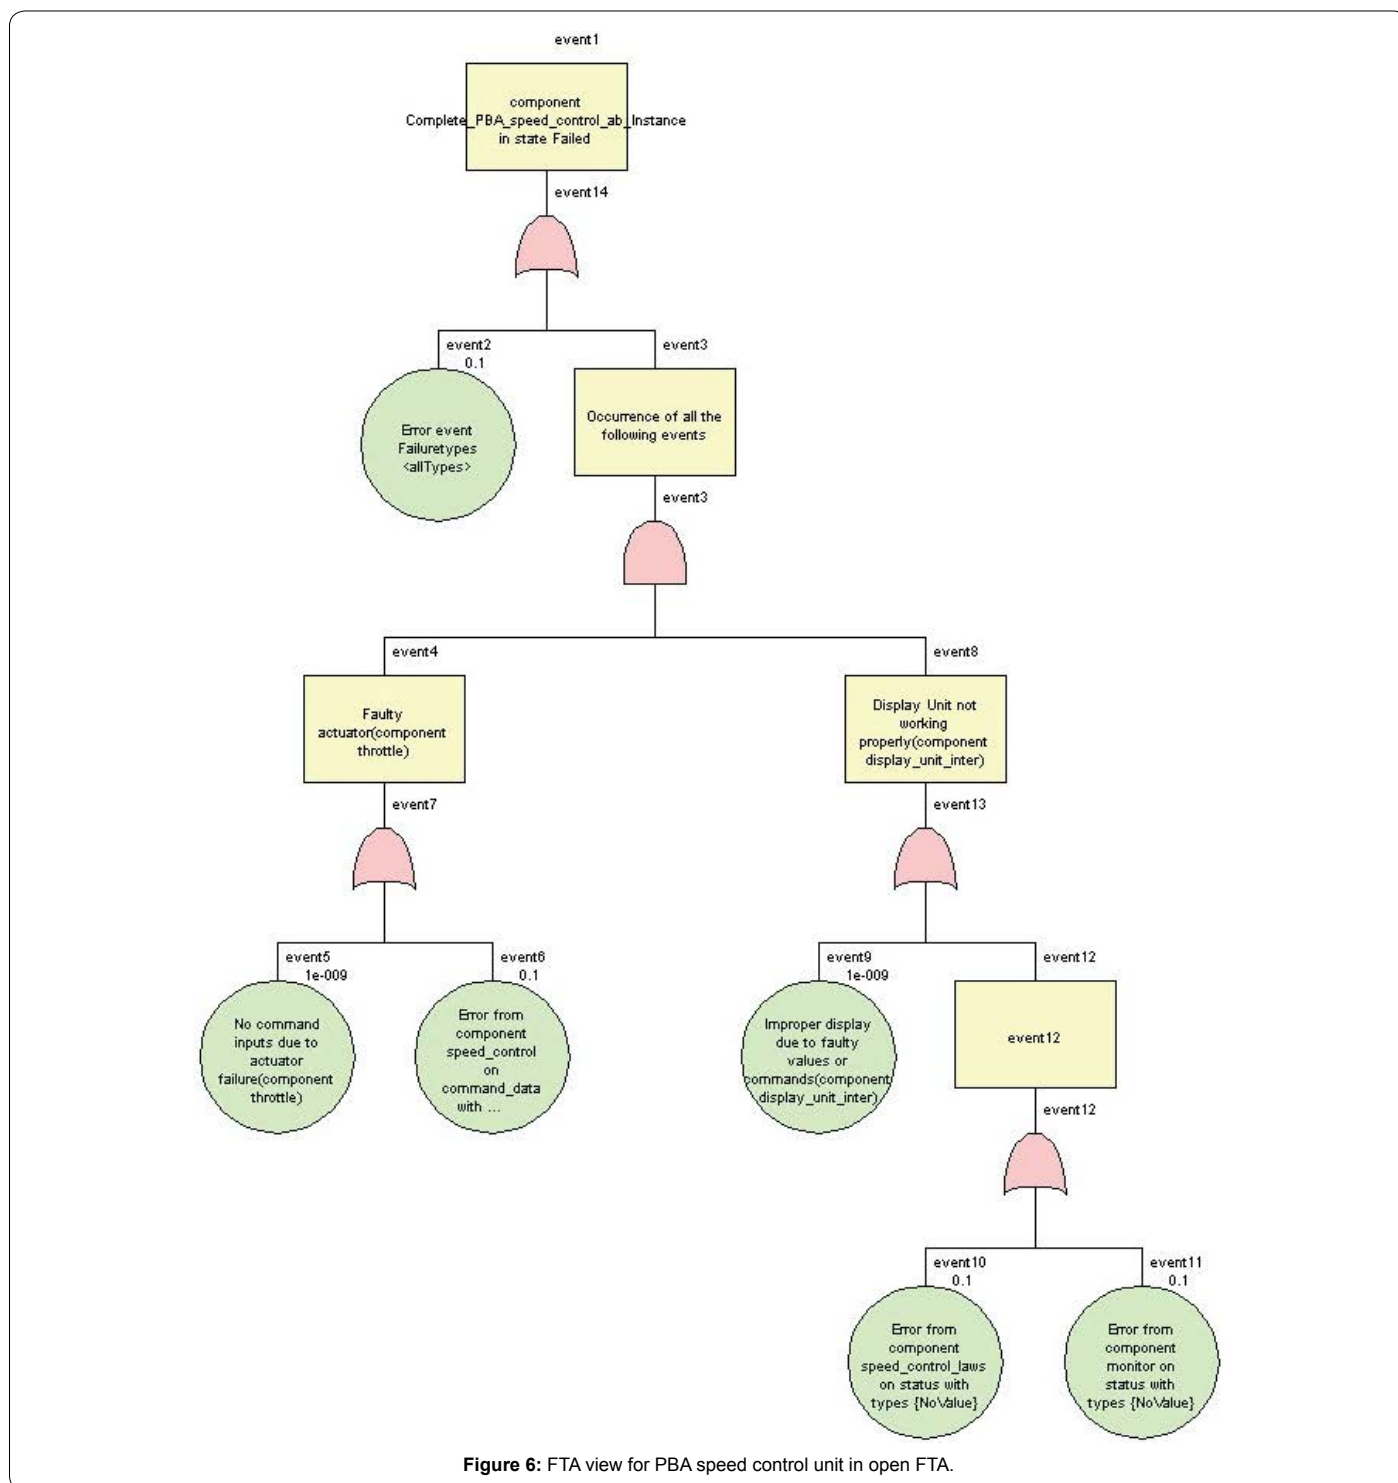 event1
component
Complete_PBA_speed_control_ab_Instance
in state Failed
event14
event2
0.1
event3
Error event
Failuretypes
<allTypes>
Occurrence of all the
following events
event3
event4
event8
Faulty
actuator(component
throttle)
Display Unit not
working
properly(component
display_unit_inter)
event7
event13
event5
1e-009
event6
0.1
event9
1e-009
event12
No command
inputs due to
actuator
failure(component
throttle)
Error from
component
speed_control
on
command_data
with ...
Improper display
due to faulty
values or
commands(component
display_unit_inter)
event12
event12
event10
0.1
event11
0.1
Error from
component
speed_control_laws
on status with
types {NoValue}
Error from
component
monitor on
status with
types {NoValue}
Figure 6: FTA view for PBA speed control unit in open FTA.